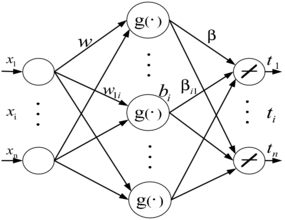 g(·)
w
β
x₁
t₁
w₁ᵢ
bᵢ
βᵢ₁
xᵢ
g(·)
tᵢ
xₙ
tₙ
g(·)